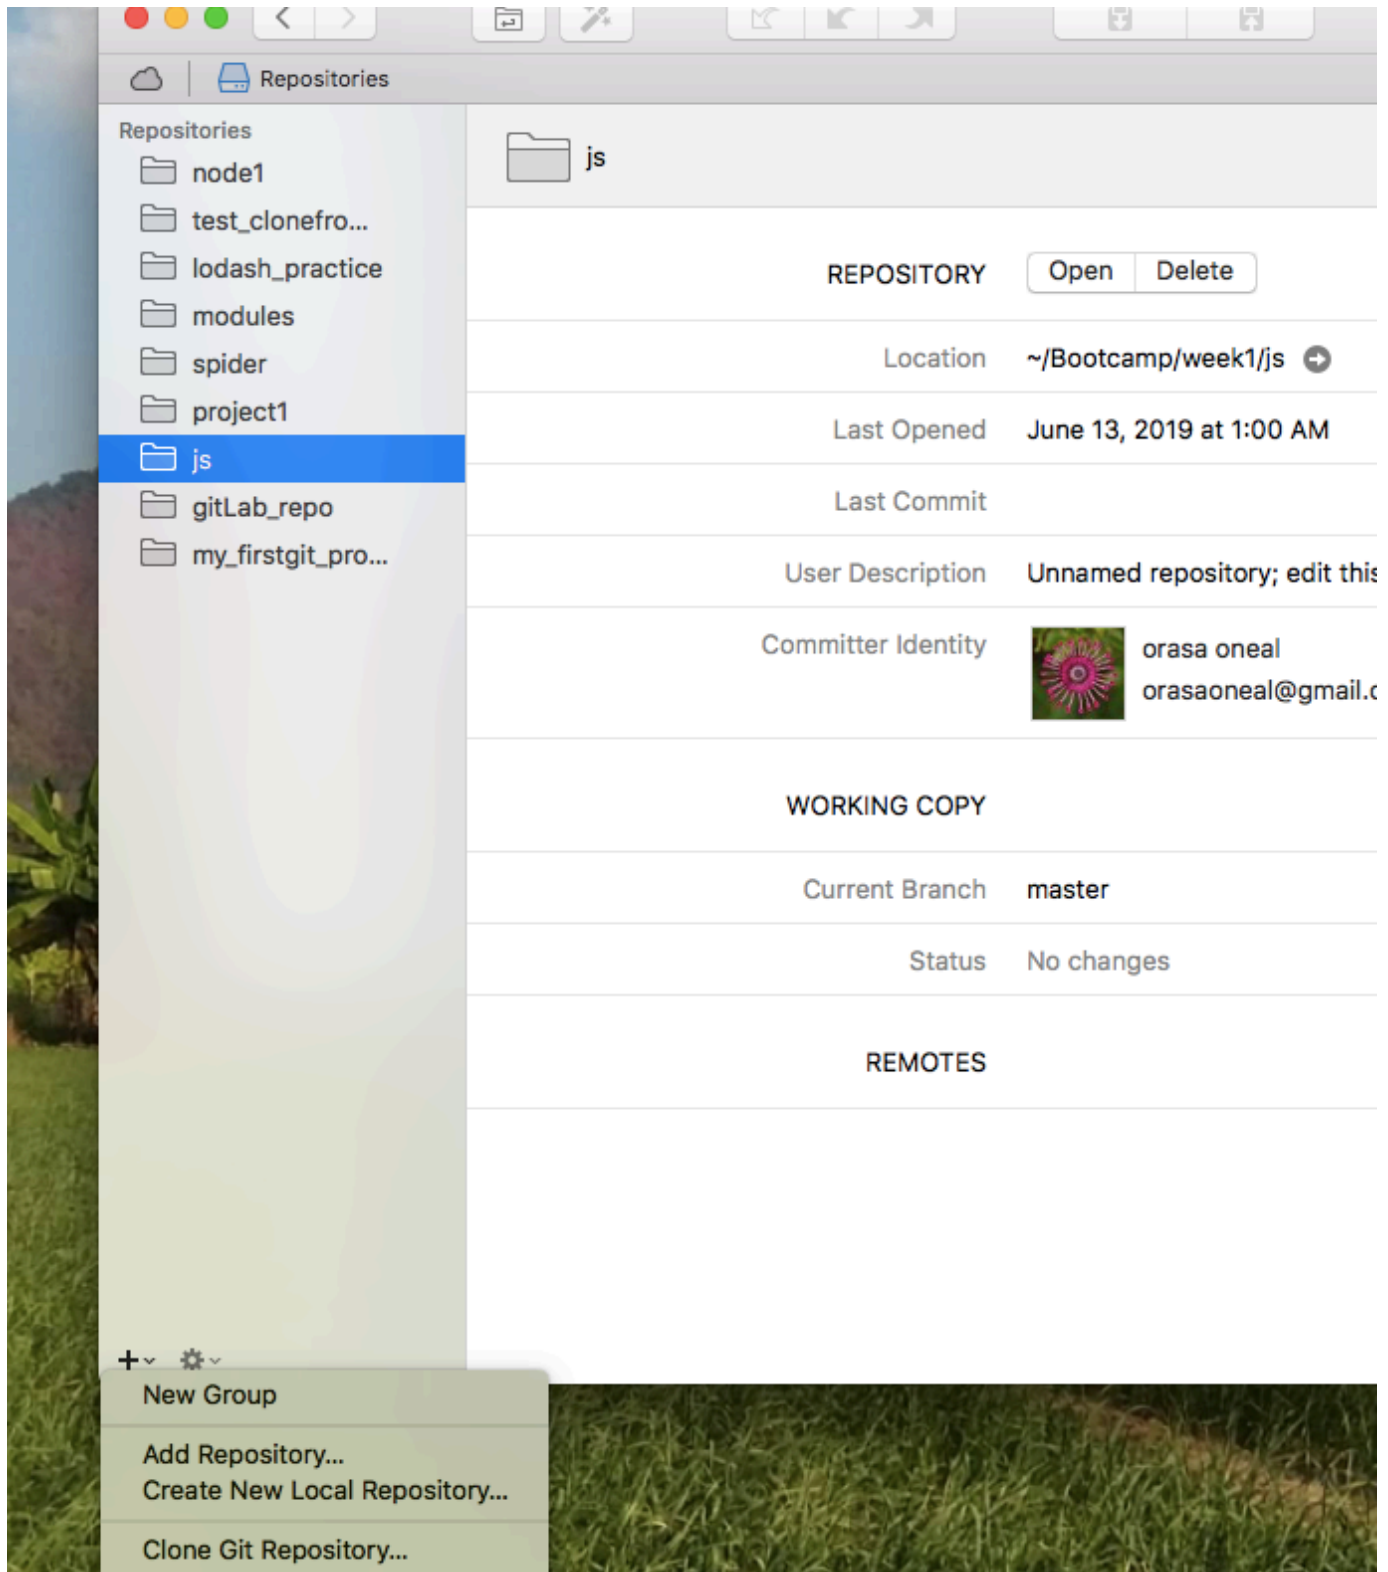 Repositories
Repositories
node1
test_clonefro...
lodash_practice
modules
spider
project1
js
gitLab_repo
my_firstgit_pro...
js
REPOSITORY Open Delete
Location ~/Bootcamp/week1/js
Last Opened June 13, 2019 at 1:00 AM
Last Commit
User Description Unnamed repository; edit this
Committer Identity orasa oneal
orasaoneal@gmail.c
WORKING COPY
Current Branch master
Status No changes
REMOTES
New Group
Add Repository...
Create New Local Repository...
Clone Git Repository...